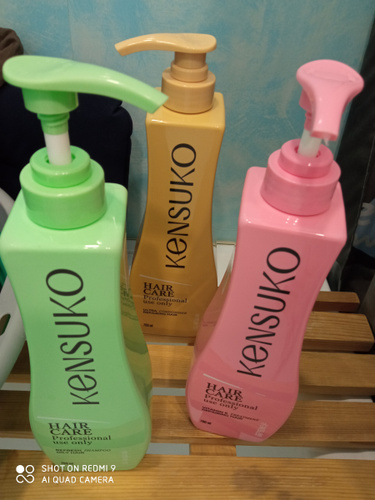 KENSUKO
HAIR
CARE
Professional
use only
KENSUKO
HAIR
CARE
Professional
use only
KENSUKO
HAIR
CARE
Professional
use only
SHOT ON REDMI 9
AI QUAD CAMERA